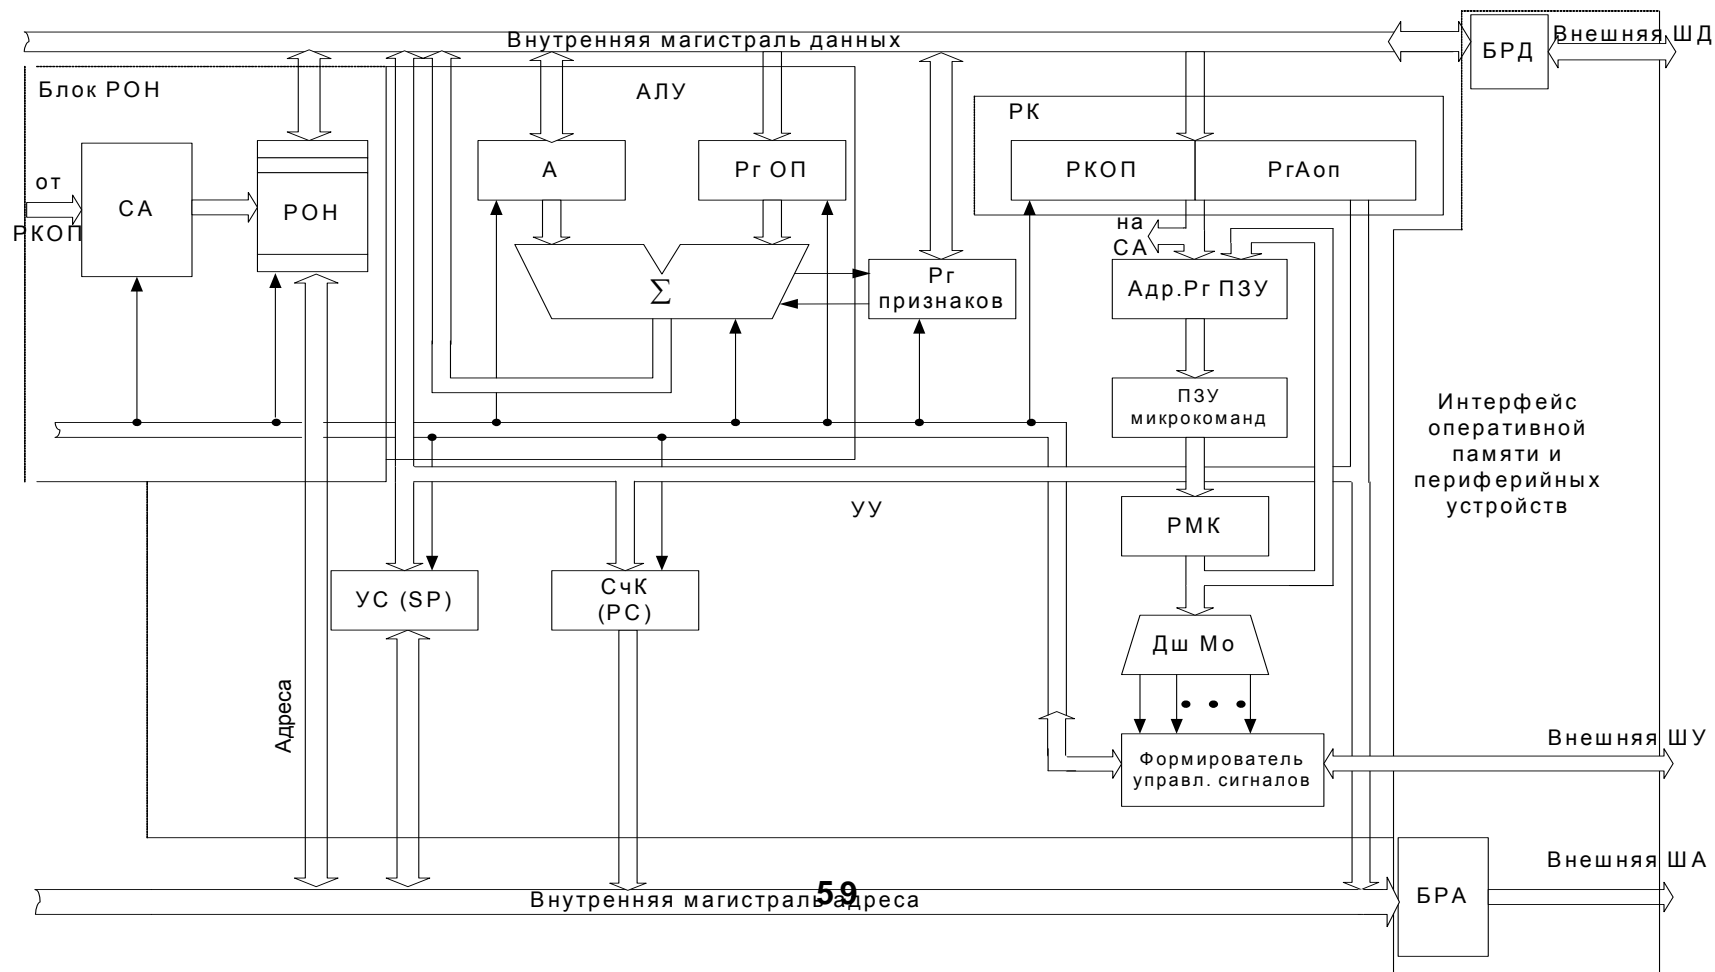 Внутренняя магистраль данных
БРД
Внешняя ШД
Блок РОН
АЛУ
РК
А
Рг ОП
РКОП
РгАоп
от
РКОП
СА
РОН
на
СА
Σ
Рг
признаков
Адр.Рг ПЗУ
ПЗУ
микрокоманд
Интерфейс
оперативной
памяти и
периферийных
устройств
УУ
РМК
УС (SP)
СчК
(PC)
Дш Мо
Адреса
Формирователь
управл. сигналов
Внешняя ШУ
Внешняя ША
БРА
59
Внутренняя магистраль адреса